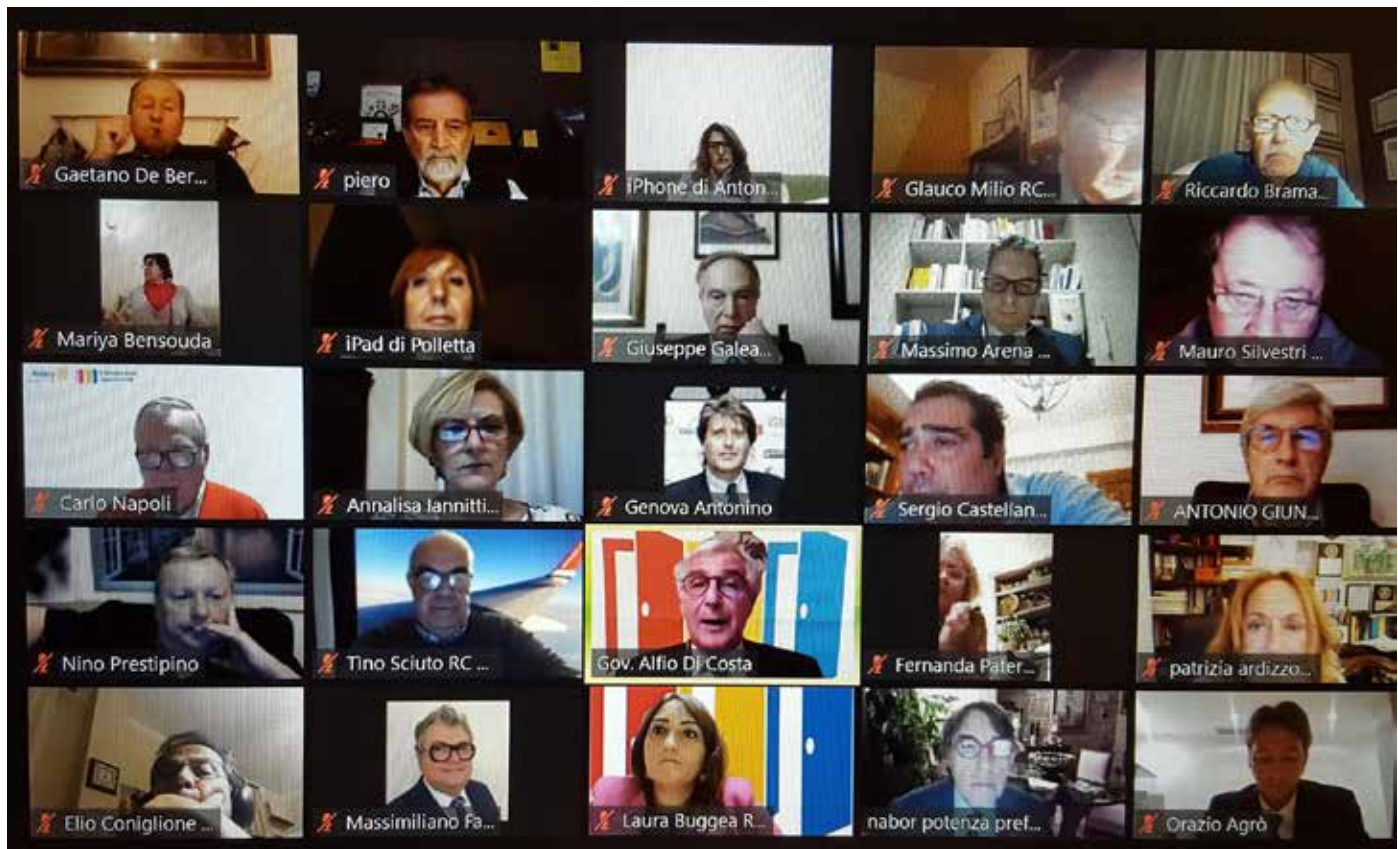 Gaetano De Ber...
piero
iPhone di Anton...
Glauco Milio RC...
Riccardo Brama...
Mariya Bensouda
iPad di Polletta
Giuseppe Galea...
Massimo Arena ...
Mauro Silvestri ...
Rotary
Carlo Napoli
Annalisa Iannitti...
Genova Antonino
Sergio Castellan...
ANTONIO GIUN...
Nino Prestipino
Tino Sciuto RC ...
Gov. Alfio Di Costa
Fernanda Pater...
patrizia ardizzo...
Elio Coniglione ...
Massimiliano Fa...
Laura Buggea R...
nabor potenza pref...
Orazio Agrò